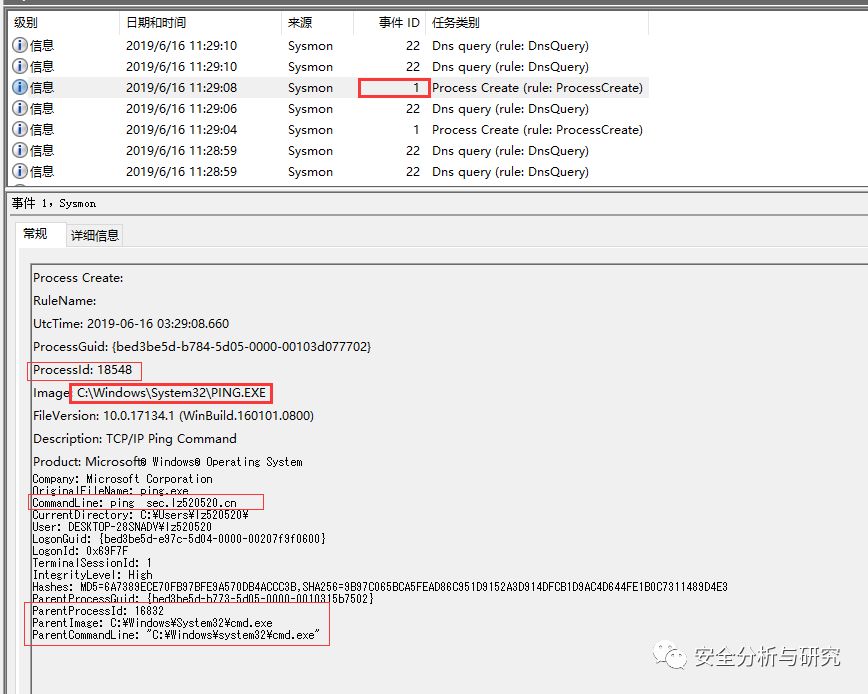 级别 日期和时间 来源 事件 ID 任务类别
信息 2019/6/16 11:29:10 Sysmon 22 Dns query (rule: DnsQuery)
信息 2019/6/16 11:29:10 Sysmon 22 Dns query (rule: DnsQuery)
信息 2019/6/16 11:29:08 Sysmon 1 Process Create (rule: ProcessCreate)
信息 2019/6/16 11:29:06 Sysmon 22 Dns query (rule: DnsQuery)
信息 2019/6/16 11:29:04 Sysmon 1 Process Create (rule: ProcessCreate)
信息 2019/6/16 11:28:59 Sysmon 22 Dns query (rule: DnsQuery)
信息 2019/6/16 11:28:59 Sysmon 22 Dns query (rule: DnsQuery)
事件 1，Sysmon
常规 详细信息
Process Create:
RuleName:
UtcTime: 2019-06-16 03:29:08.660
ProcessGuid: {bed3be5d-b784-5d05-0000-00103d077702}
ProcessId: 18548
Image: C:\Windows\System32\PING.EXE
FileVersion: 10.0.17134.1 (WinBuild.160101.0800)
Description: TCP/IP Ping Command
Product: Microsoft® Windows® Operating System
Company: Microsoft Corporation
OriginalFileName: ping.exe
CommandLine: ping  sec.lz520520.cn
CurrentDirectory: C:¥Users¥lz520520¥
User: DESKTOP-28SNADY¥lz520520
LogonGuid: {bed3be5d-e97c-5d04-0000-00207f9f0600}
LogonId: 0x69F7F
TerminalSessionId: 1
IntegrityLevel: High
Hashes: MD5=6A7389ECE70FB97BFE9A570DB4ACCC3B,SHA256=9B97C065BCA5FEAD86C951D9152A3D914DFCB1D9AC4D644FE1B0C7311489D4E3
ParentProcessGuid: {bed3be5d-b773-5d05-0000-0010315b7502}
ParentProcessId: 16832
ParentImage: C:¥Windows¥System32¥cmd.exe
ParentCommandLine: "C:¥Windows¥system32¥cmd.exe"
安全分析与研究